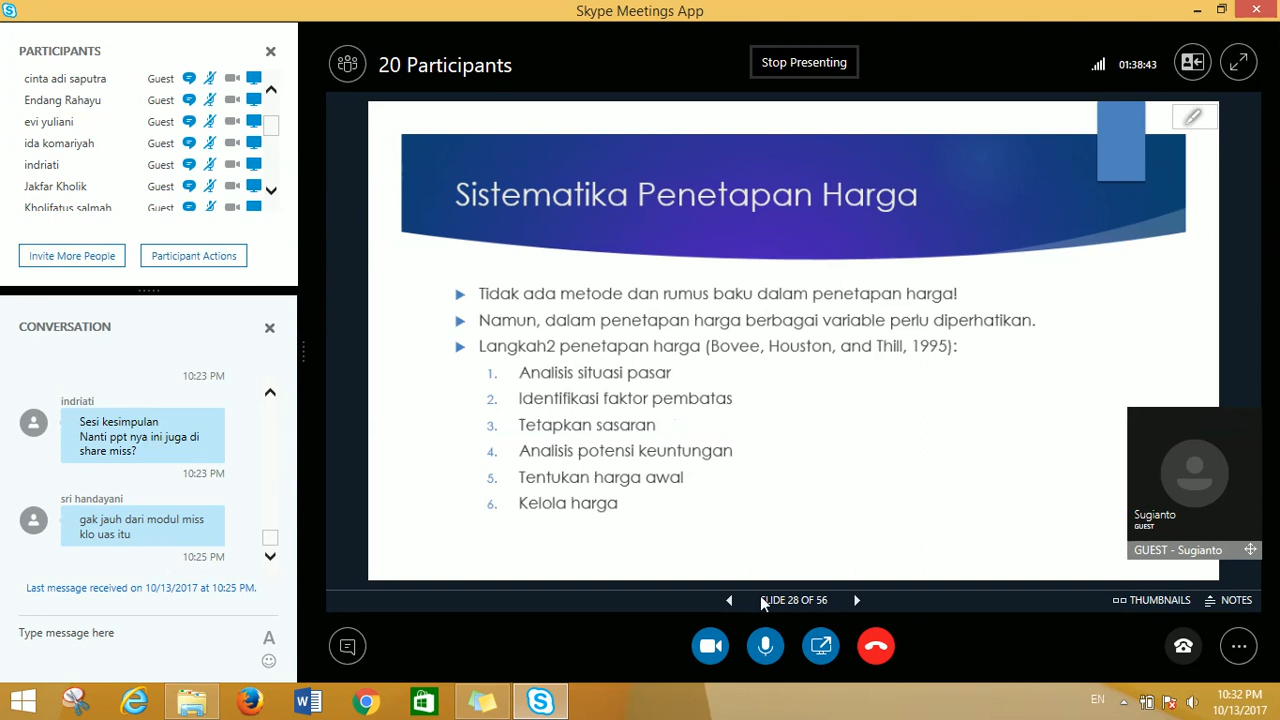 Skype Meetings App
PARTICIPANTS
cinta adi saputra Guest
Endang Rahayu Guest
evi yuliani Guest
ida komariyah Guest
indriati Guest
Jakfar Kholik Guest
Kholifatus salmah Guest
Invite More People
Participant Actions
CONVERSATION
10:23 PM
indriati
Sesi kesimpulan
Nanti ppt nya ini juga di
share miss?
10:23 PM
sri handayani
gak jauh dari modul miss
klo uas itu
10:25 PM
Last message received on 10/13/2017 at 10:25 PM.
Type message here
A
20 Participants
Stop Presenting
01:38:43
Sistematika Penetapan Harga
Tidak ada metode dan rumus baku dalam penetapan harga!
Namun, dalam penetapan harga berbagai variable perlu diperhatikan.
Langkah2 penetapan harga (Bovee, Houston, and Thill, 1995):
1. Analisis situasi pasar
2. Identifikasi faktor pembatas
3. Tetapkan sasaran
4. Analisis potensi keuntungan
5. Tentukan harga awal
6. Kelola harga
Sugianto
GUEST
GUEST - Sugianto
SLIDE 28 OF 56
THUMBNAILS
NOTES
EN
10:32 PM
10/13/2017